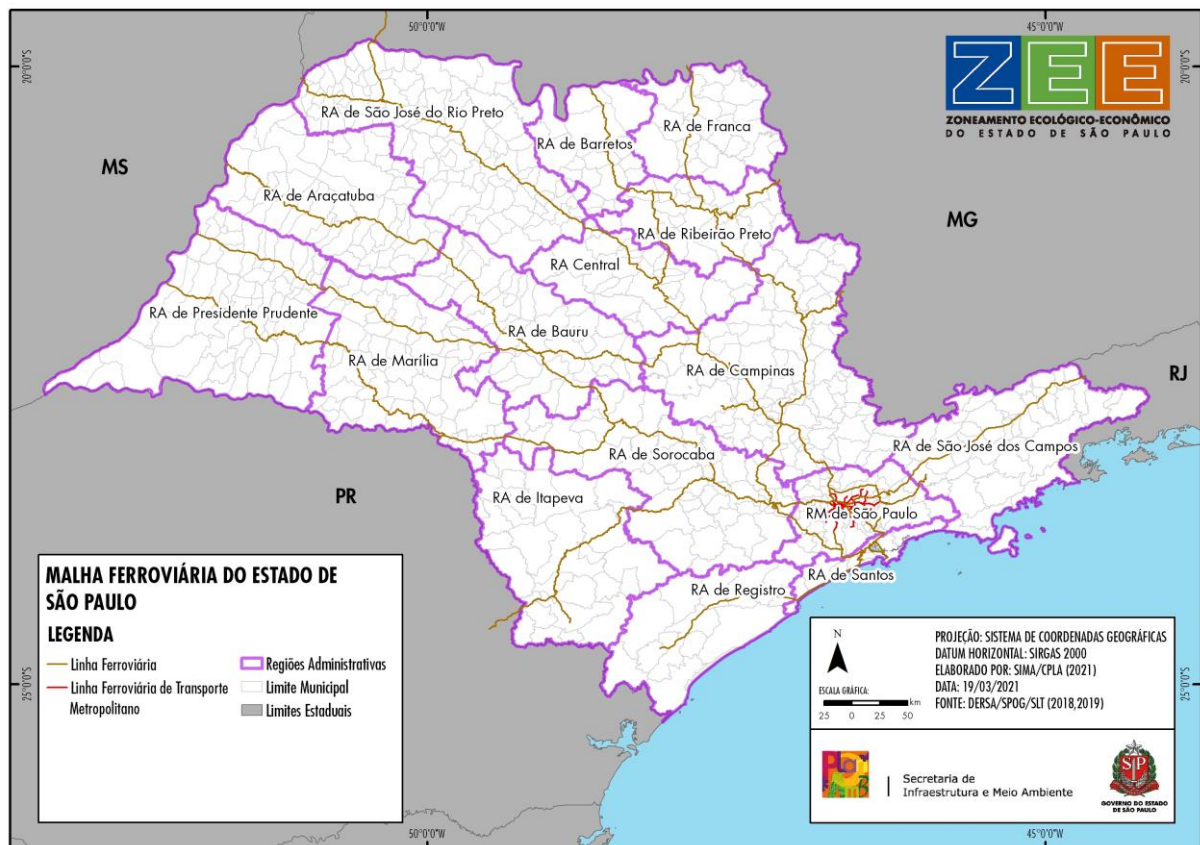 50°0'0"W
45°0'0"W
20°0'0"S
20°0'0"S
ZEE
ZONEAMENTO ECOLÓGICO-ECONÔMICO
DO ESTADO DE SÃO PAULO
RA de São José do Rio Preto
RA de Barretos
RA de Franca
MS
RA de Araçatuba
MG
RA de Ribeirão Preto
RA Central
RA de Presidente Prudente
RA de Bauru
RA de Marília
RA de Campinas
RJ
RA de São José dos Campos
RA de Sorocaba
PR
RA de Itapeva
RM de São Paulo
RA de Santos
RA de Registro
MALHA FERROVIÁRIA DO ESTADO DE
SÃO PAULO
LEGENDA
Linha Ferroviária
Linha Ferroviária de Transporte
Metropolitano
Regiões Administrativas
Limite Municipal
Limites Estaduais
N
ESCALA GRÁFICA:
km
25 0 25 50
PROJEÇÃO: SISTEMA DE COORDENADAS GEOGRÁFICAS
DATUM HORIZONTAL: SIRGAS 2000
ELABORADO POR: SIMA/CPLA (2021)
DATA: 19/03/2021
FONTE: DERSA/SPOG/SLT (2018,2019)
Secretaria de
Infraestrutura e Meio Ambiente
SP
GOVERNO DO ESTADO
DE SÃO PAULO
25°0'0"S
25°0'0"S
50°0'0"W
45°0'0"W